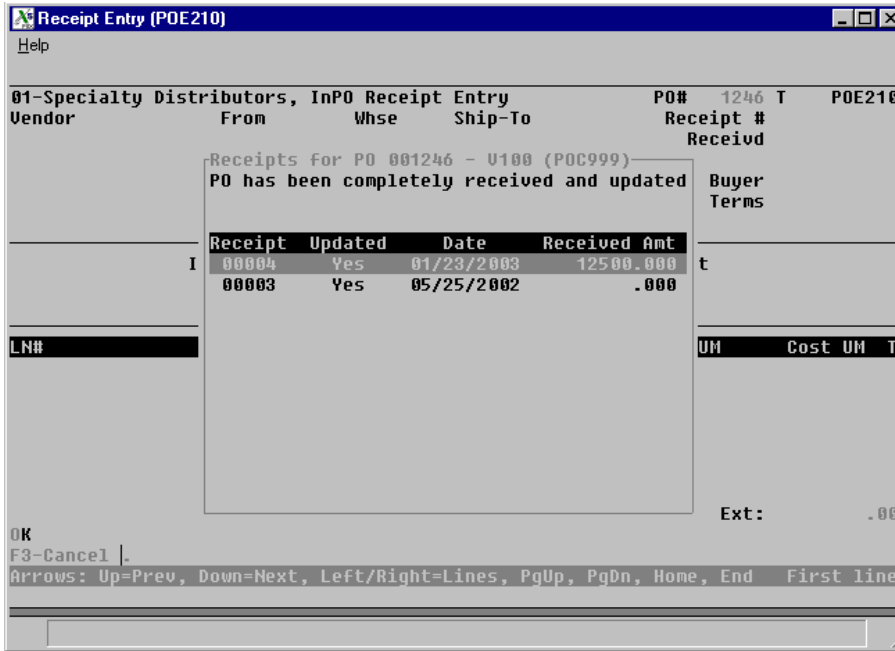 Receipt Entry (POE210)
Help
01-Specialty Distributors, InPO Receipt Entry PO# 1246 T POE210
Vendor From Whse Ship-To Receipt #
Receivd
Receipts for PO 001246 - V100 (POC999)
PO has been completely received and updated Buyer
Terms
Receipt Updated Date Received Amt
I 00004 Yes 01/23/2003 12500.000 t
00003 Yes 05/25/2002 .000
LN# UM Cost UM T
Ext: .00
OK
F3-Cancel .
Arrows: Up=Prev, Down=Next, Left/Right=Lines, PgUp, PgDn, Home, End First line